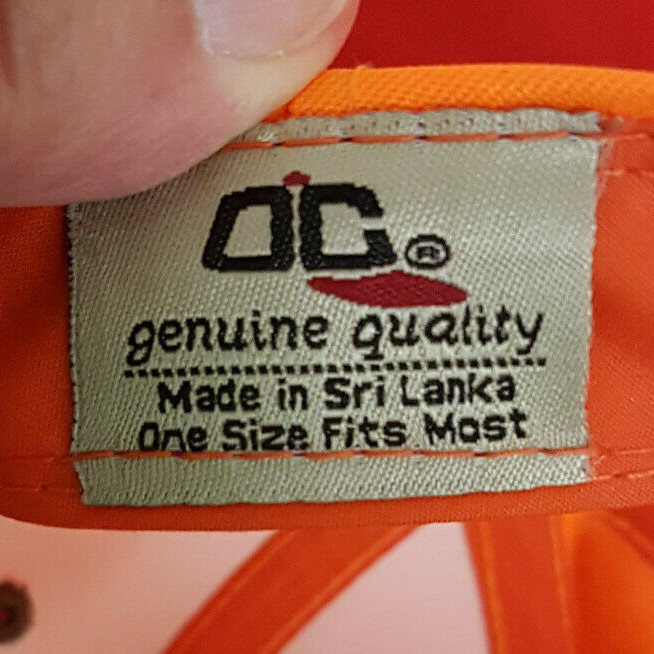 OC®
genuine quality
Made in Sri Lanka
One Size Fits Most